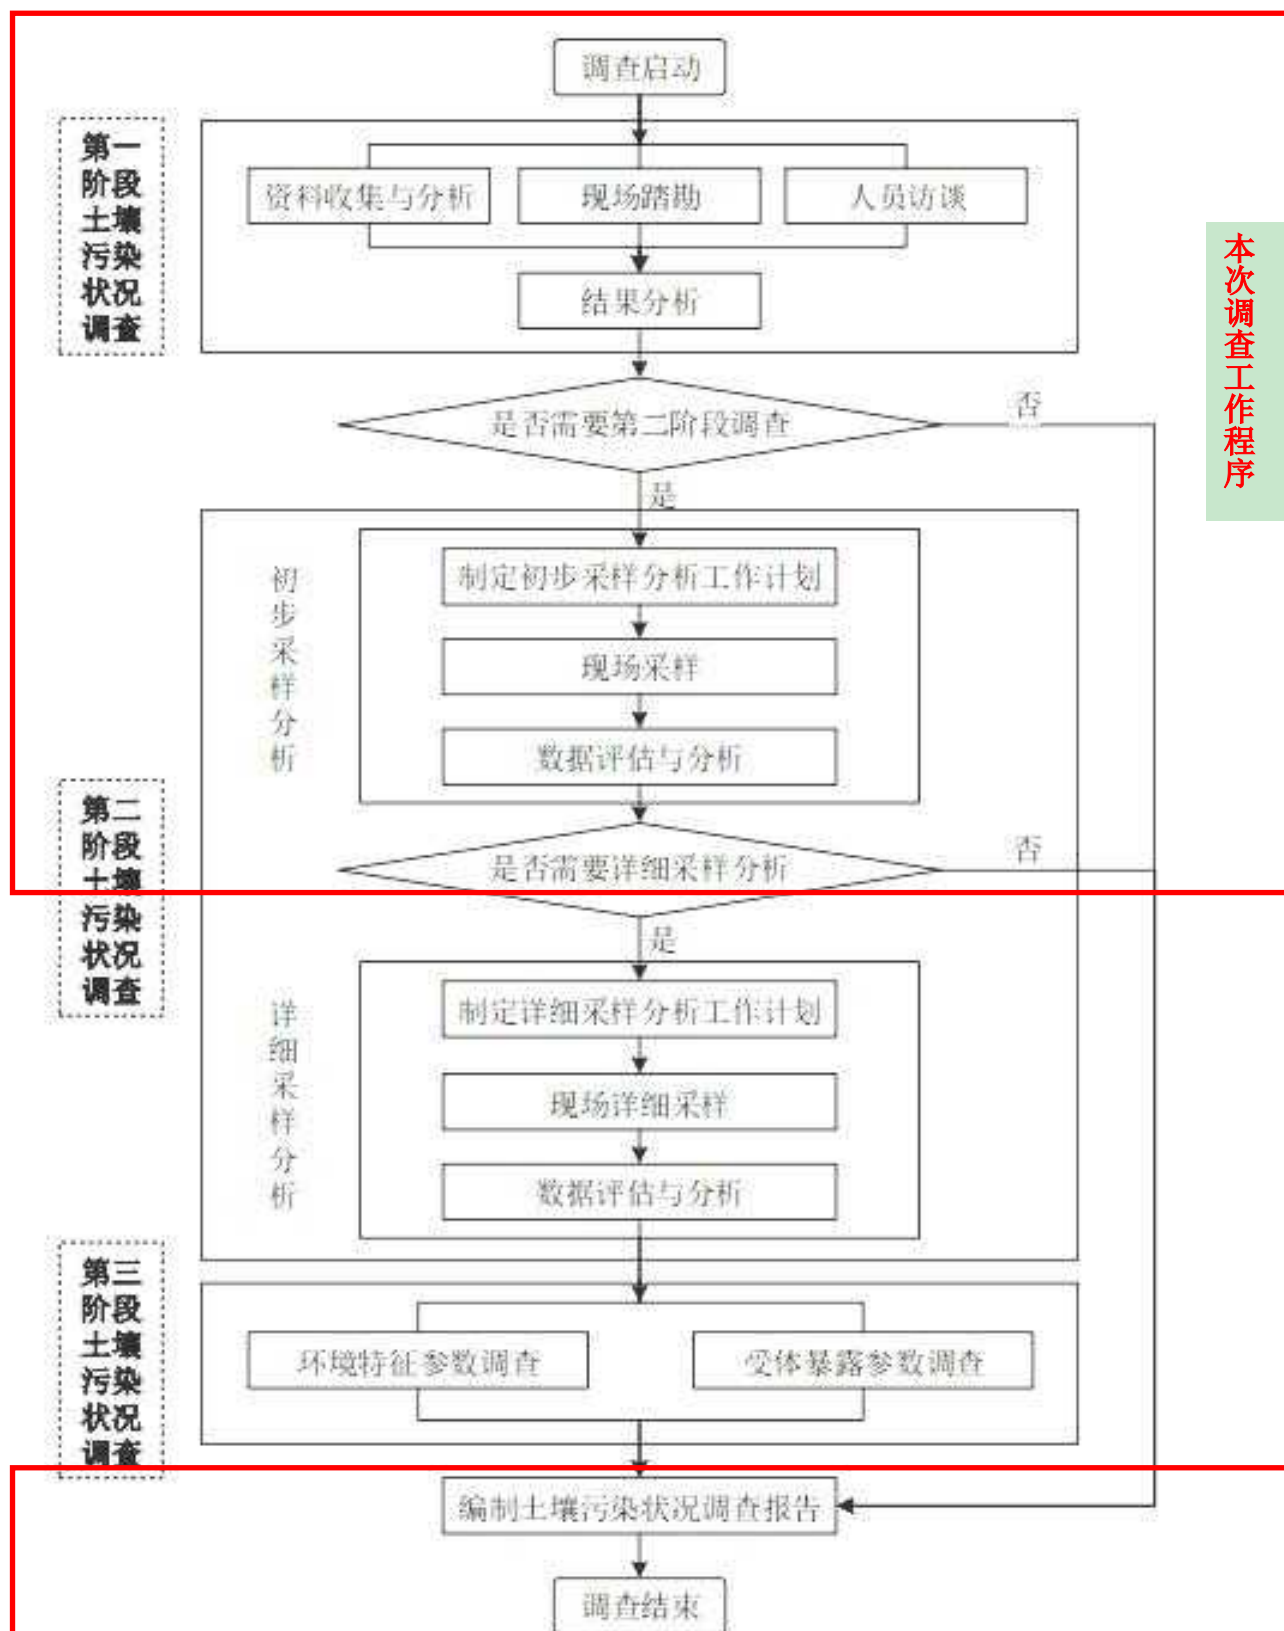 调查启动
第一
阶段
土壤
污染
状况
调查
资料收集与分析
现场踏勘
人员访谈
结果分析
本次调查工作程序
是否需要第二阶段调查
否
是
初步采样分析
制定初步采样分析工作计划
现场采样
数据评估与分析
第二
阶段
土壤
污染
状况
调查
是否需要详细采样分析
否
是
详细采样分析
制定详细采样分析工作计划
现场详细采样
数据评估与分析
第三
阶段
土壤
污染
状况
调查
环境特征参数调查
受体暴露参数调查
编制土壤污染状况调查报告
调查结束